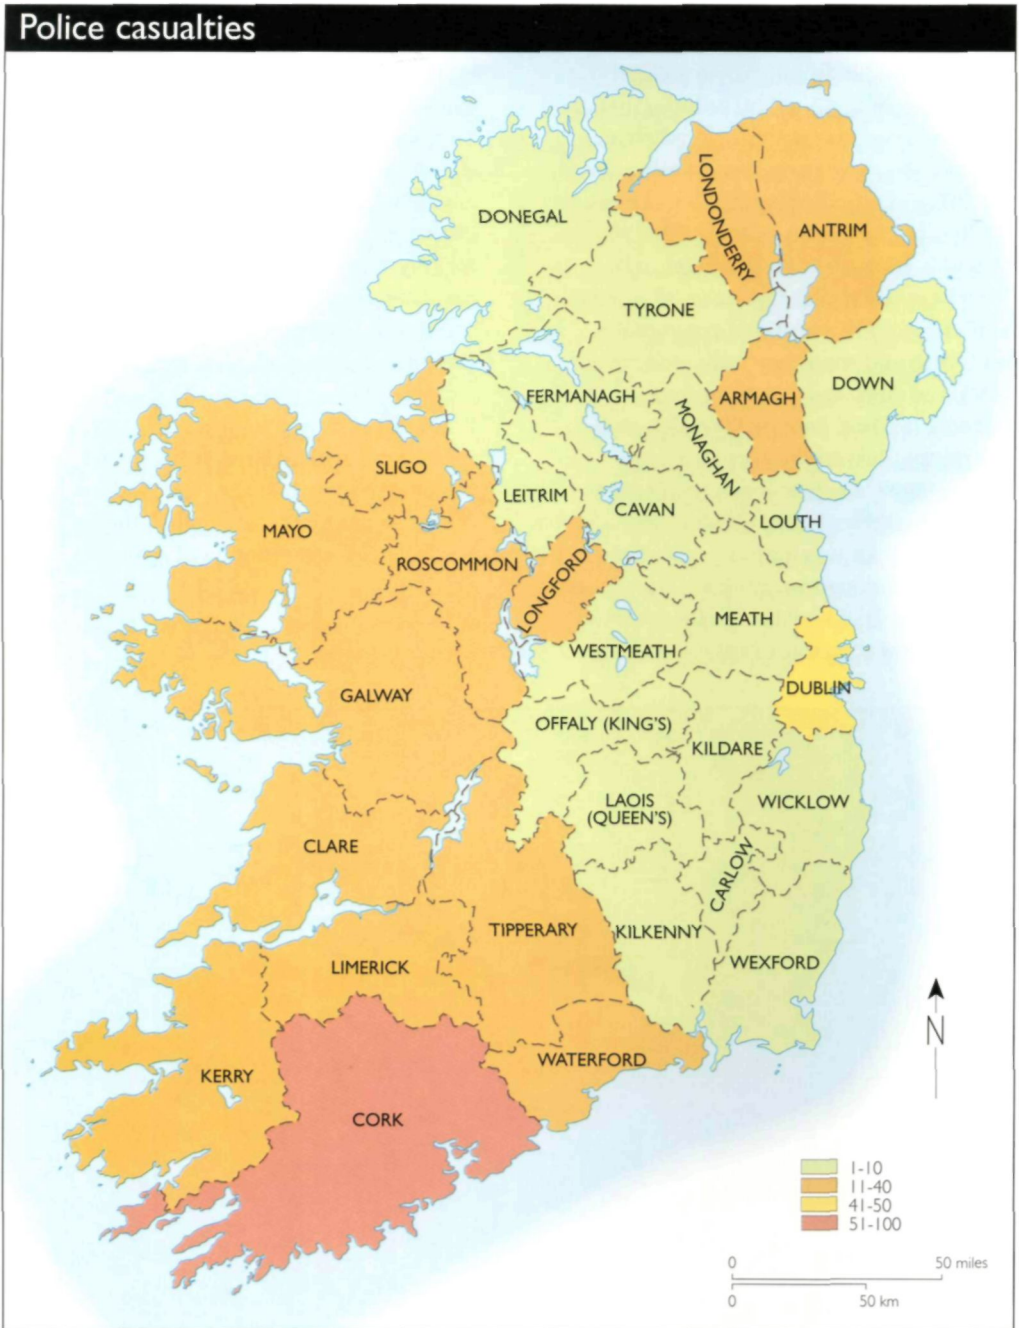 Police casualties
DONEGAL
LONDONDERRY
ANTRIM
TYRONE
FERMANAGH
ARMAGH
DOWN
MONAGHAN
SLIGO
LEITRIM
CAVAN
LOUTH
MAYO
ROSCOMMON
LONGFORD
MEATH
WESTMEATH
DUBLIN
GALWAY
OFFALY (KING'S)
KILDARE
LAOIS
(QUEEN'S)
WICKLOW
CLARE
CARLOW
TIPPERARY
KILKENNY
LIMERICK
WEXFORD
N
WATERFORD
KERRY
CORK
1-10
11-40
41-50
51-100
0 50 miles
0 50 km